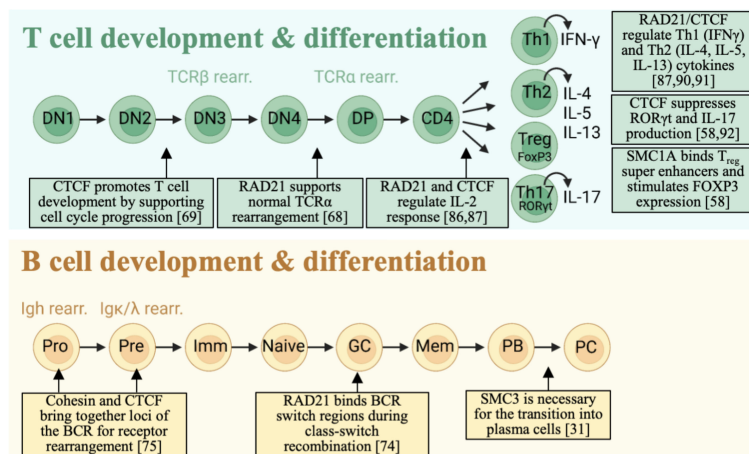 T cell development & differentiation
TCRβ rearr.
TCRα rearr.
DN1
DN2
DN3
DN4
DP
CD4
Th1
IFN-γ
Th2
IL-4
IL-5
IL-13
Treg
FoxP3
Th17
RORγt
IL-17
RAD21/CTCF
regulate Th1 (IFNγ)
and Th2 (IL-4, IL-5,
IL-13) cytokines
[87,90,91]
CTCF suppresses
RORγt and IL-17
production [58,92]
SMC1A binds Treg
super enhancers and
stimulates FOXP3
expression [58]
CTCF promotes T cell
development by supporting
cell cycle progression [69]
RAD21 supports
normal TCRα
rearrangement [68]
RAD21 and CTCF
regulate IL-2
response [86,87]
B cell development & differentiation
Igh rearr.
Igκ/λ rearr.
Pro
Pre
Imm
Naive
GC
Mem
PB
PC
Cohesin and CTCF
bring together loci of
the BCR for receptor
rearrangement [75]
RAD21 binds BCR
switch regions during
class-switch
recombination [74]
SMC3 is necessary
for the transition into
plasma cells [31]